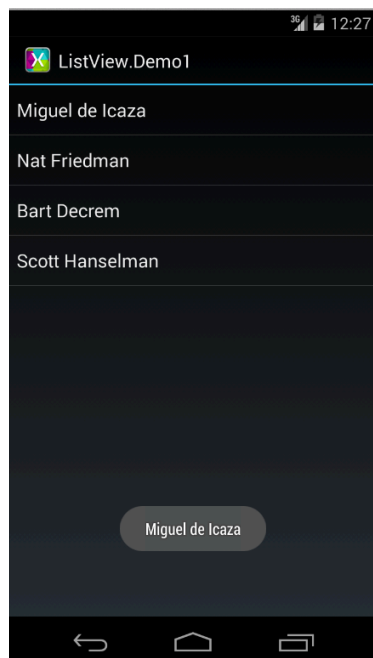 3G 12:27
ListView.Demo1
Miguel de Icaza
Nat Friedman
Bart Decrem
Scott Hanselman
Miguel de Icaza